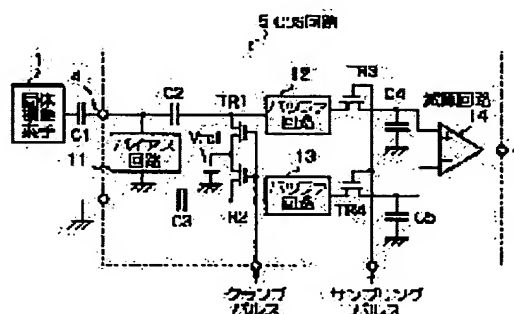 5 CDS回路
1
固体
撮像
素子
C1
4
C2
TR1
12
バッファ
回路
TR3
C4
減算回路
14
11
バイアス
回路
C3
13
バッファ
回路
TR4
C5
クランプ
パルス
サンプリング
パルス